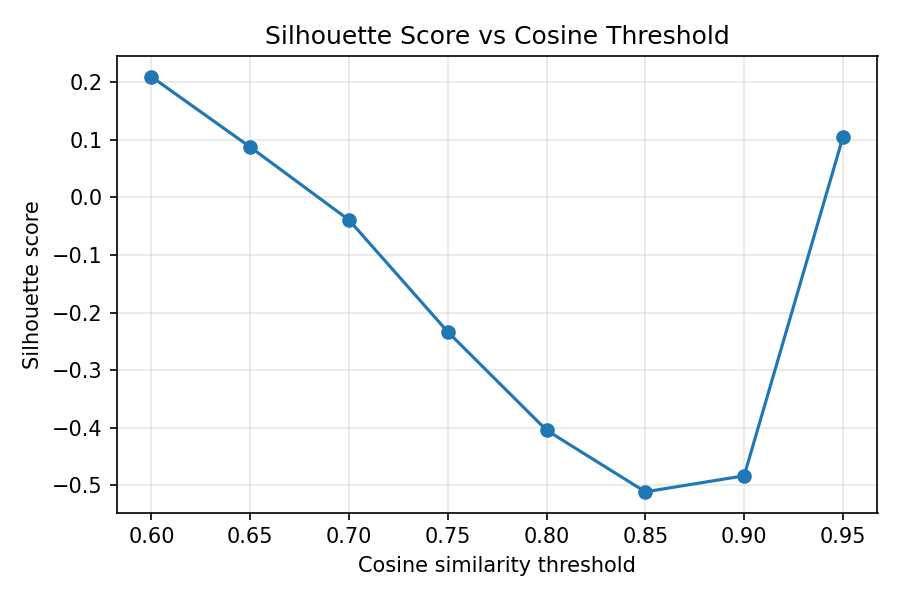 Silhouette Score vs Cosine Threshold
Silhouette score
0.2
0.1
0.0
−0.1
−0.2
−0.3
−0.4
−0.5
0.60 0.65 0.70 0.75 0.80 0.85 0.90 0.95
Cosine similarity threshold